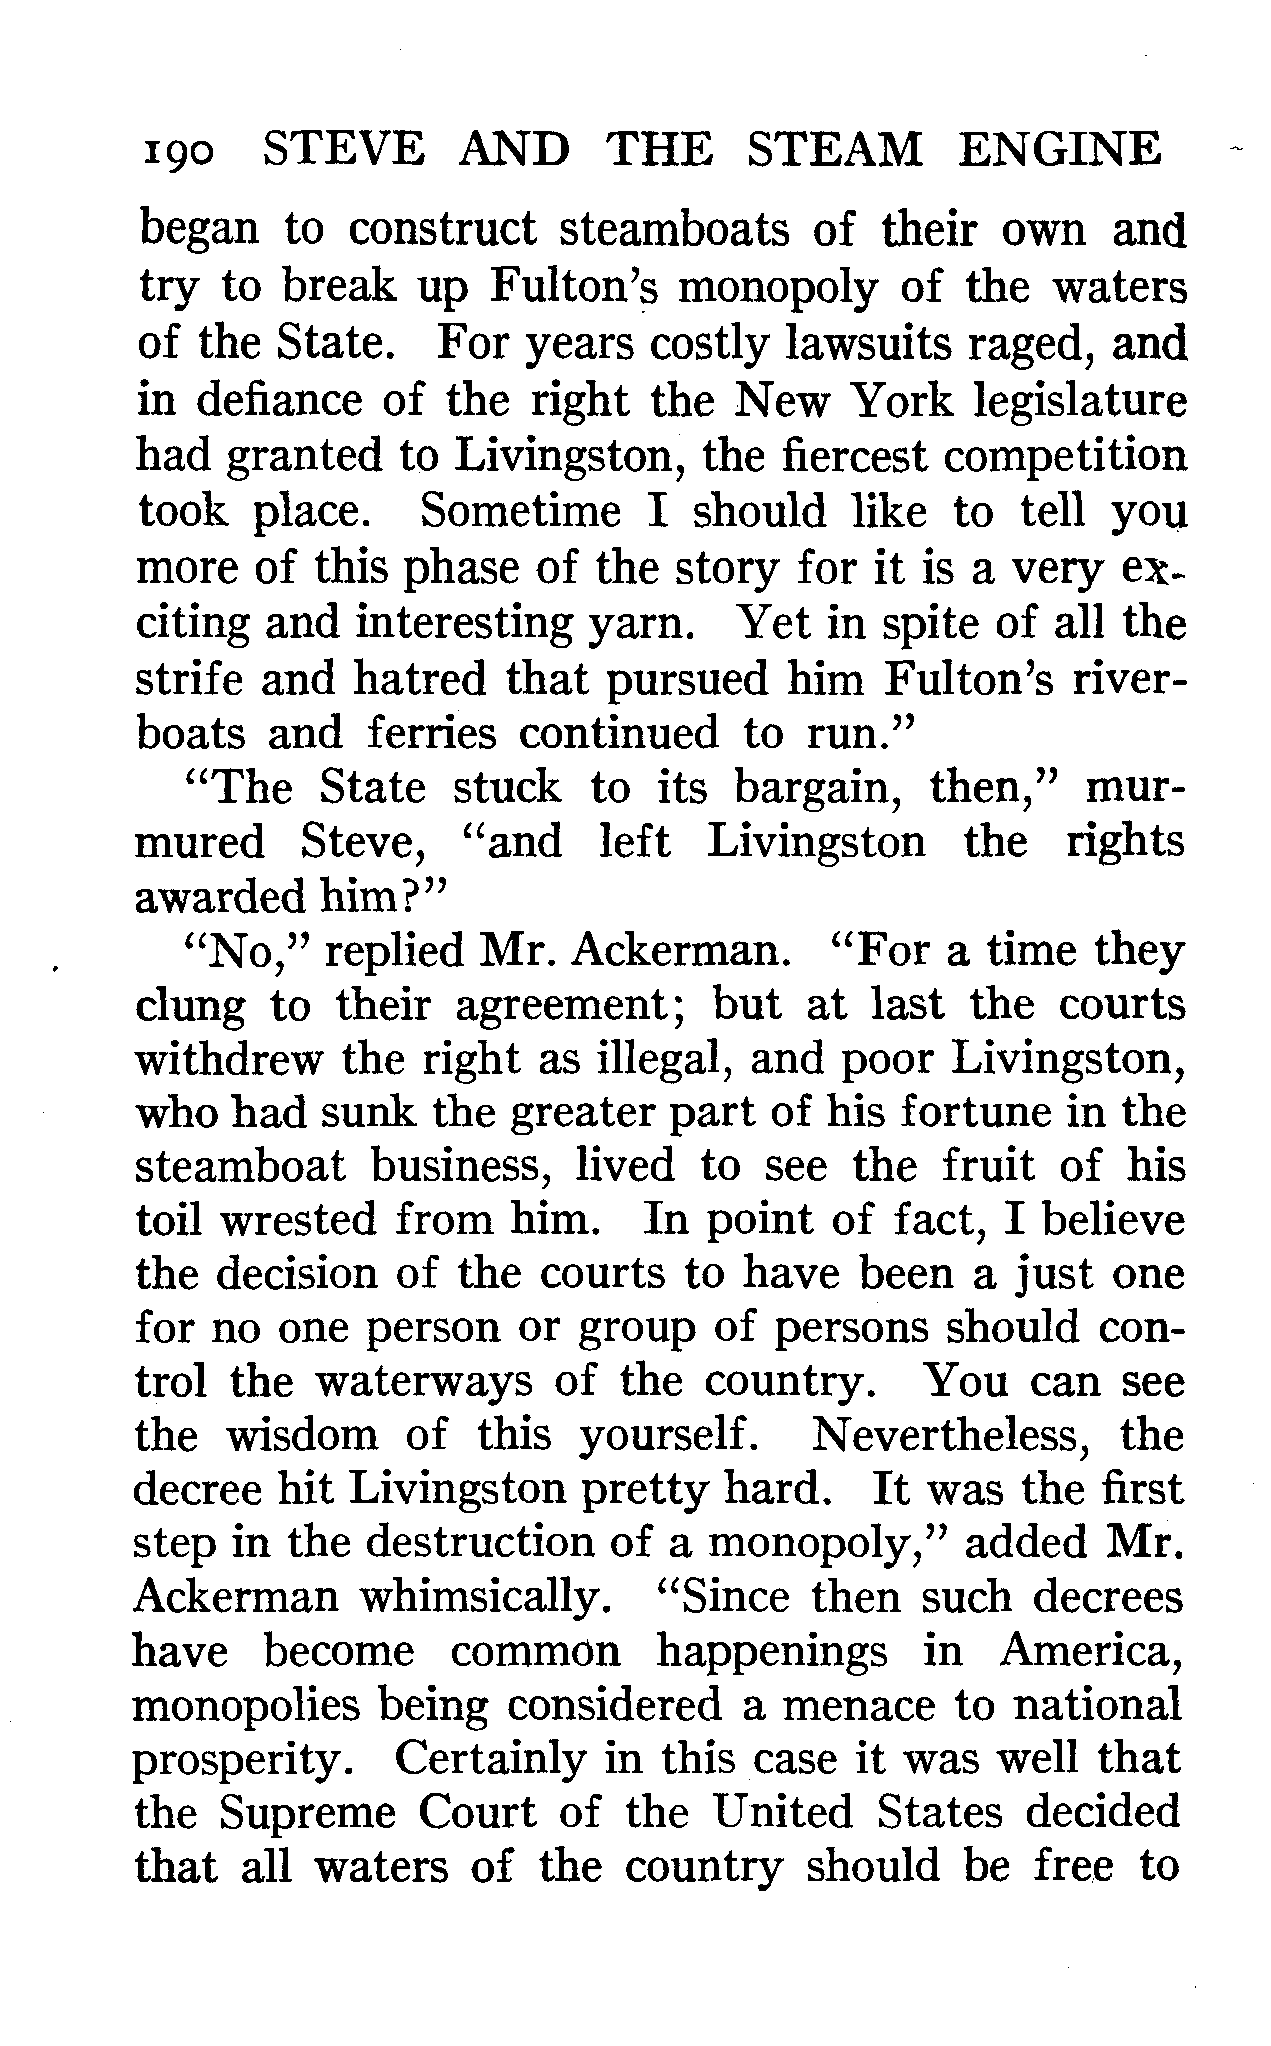 190 STEVE AND THE STEAM ENGINE
began to construct steamboats of their own and
try to break up Fulton's monopoly of the waters
of the State. For years costly lawsuits raged, and
in defiance of the right the New York legislature
had granted to Livingston, the fiercest competition
took place. Sometime I should like to tell you
more of this phase of the story for it is a very ex-
citing and interesting yarn. Yet in spite of all the
strife and hatred that pursued him Fulton's river-
boats and ferries continued to run."
"The State stuck to its bargain, then," mur-
mured Steve, "and left Livingston the rights
awarded him?"
"No," replied Mr. Ackerman. "For a time they
clung to their agreement; but at last the courts
withdrew the right as illegal, and poor Livingston,
who had sunk the greater part of his fortune in the
steamboat business, lived to see the fruit of his
toil wrested from him. In point of fact, I believe
the decision of the courts to have been a just one
for no one person or group of persons should con-
trol the waterways of the country. You can see
the wisdom of this yourself. Nevertheless, the
decree hit Livingston pretty hard. It was the first
step in the destruction of a monopoly," added Mr.
Ackerman whimsically. "Since then such decrees
have become common happenings in America,
monopolies being considered a menace to national
prosperity. Certainly in this case it was well that
the Supreme Court of the United States decided
that all waters of the country should be free to